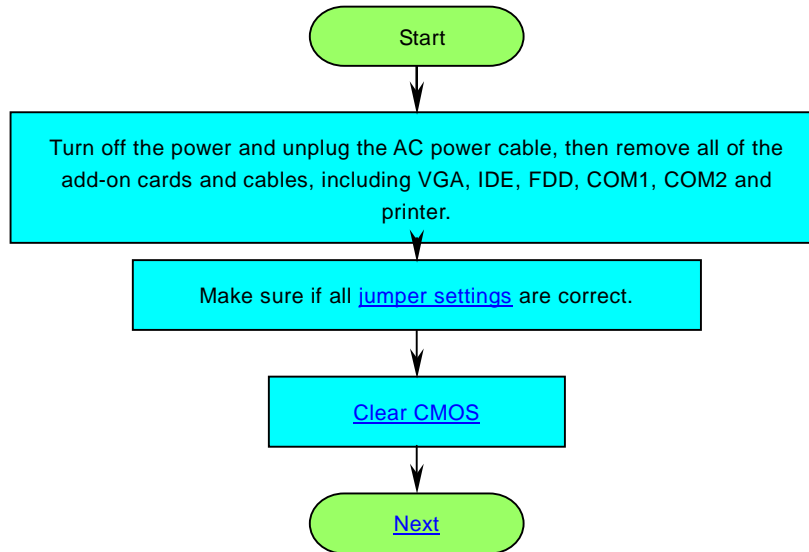 Start
Turn off the power and unplug the AC power cable, then remove all of the
add-on cards and cables, including VGA, IDE, FDD, COM1, COM2 and
printer.
Make sure if all jumper settings are correct.
Clear CMOS
Next